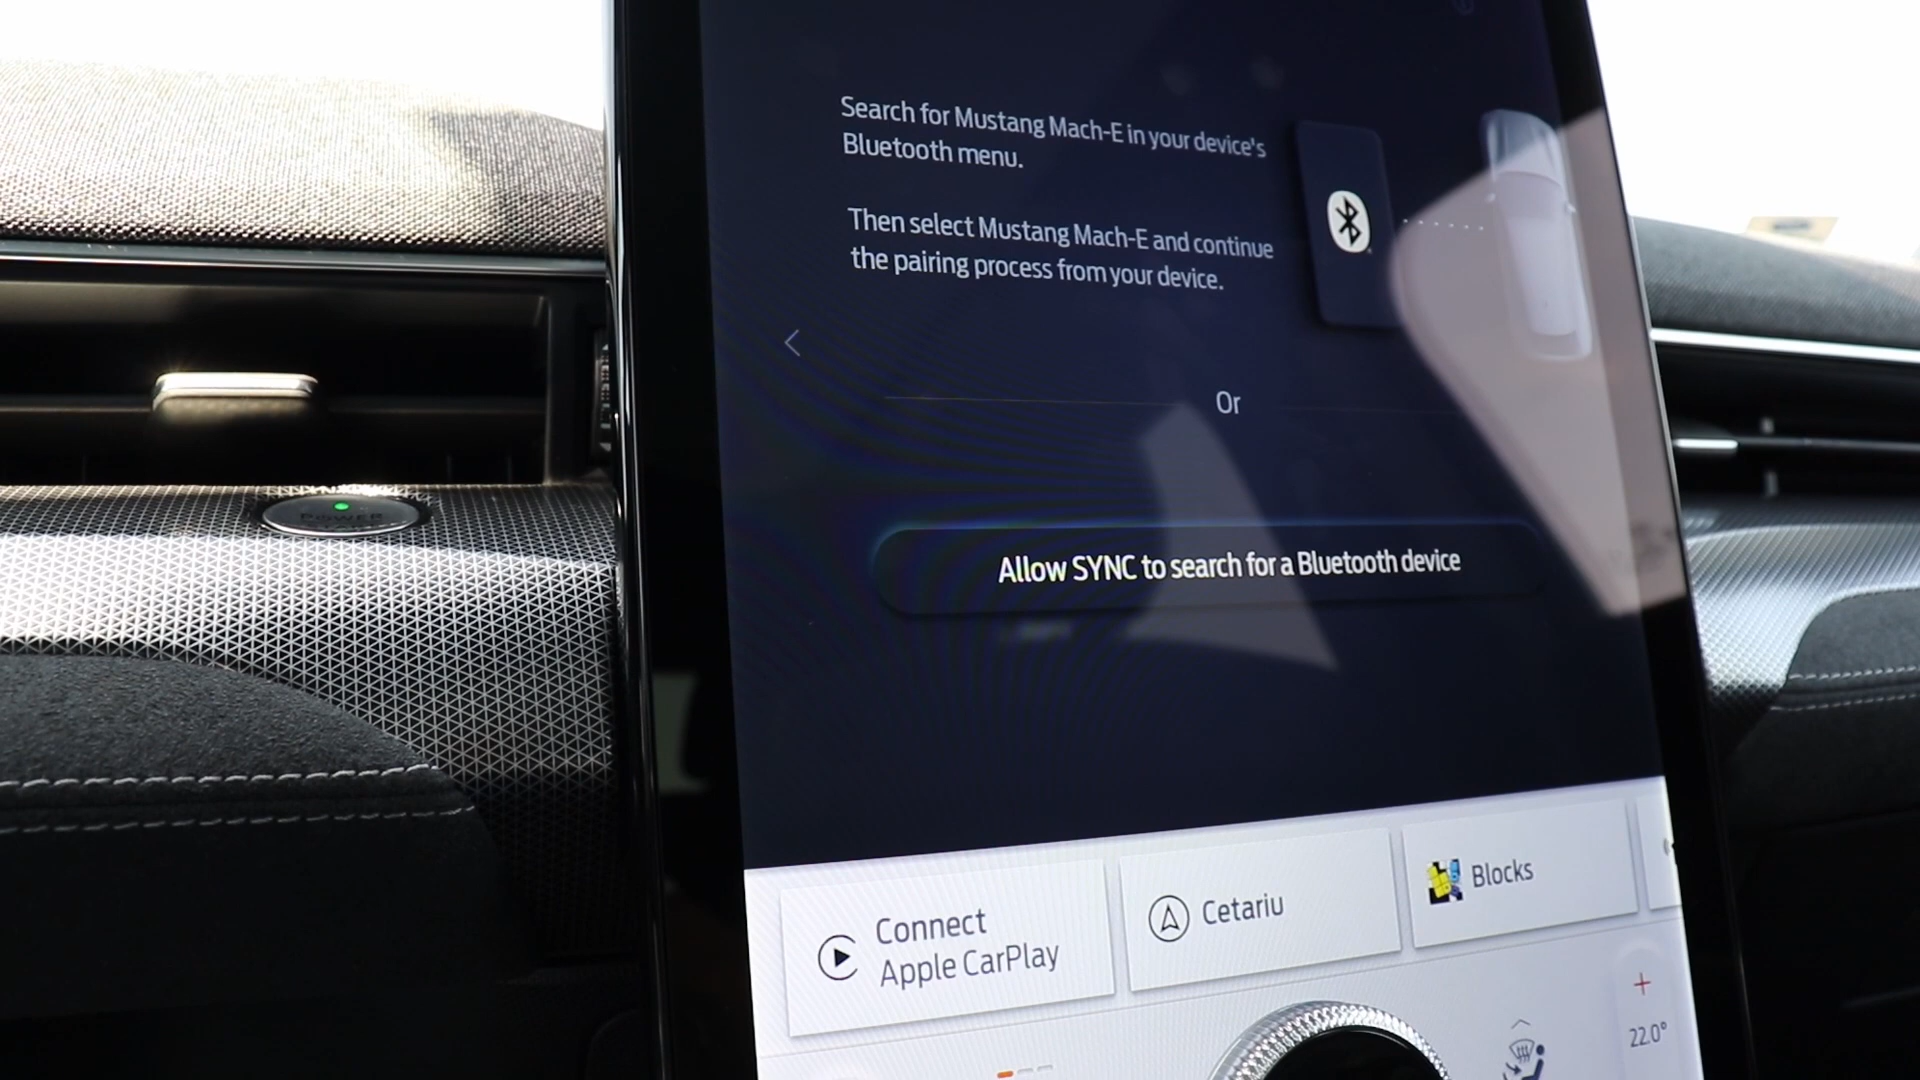 Search for Mustang Mach-E in your device's
Bluetooth menu.
Then select Mustang Mach-E and continue
the pairing process from your device.
Or
Allow SYNC to search for a Bluetooth device
POWER
Connect
Apple CarPlay
Cetariu
Blocks
22.0°